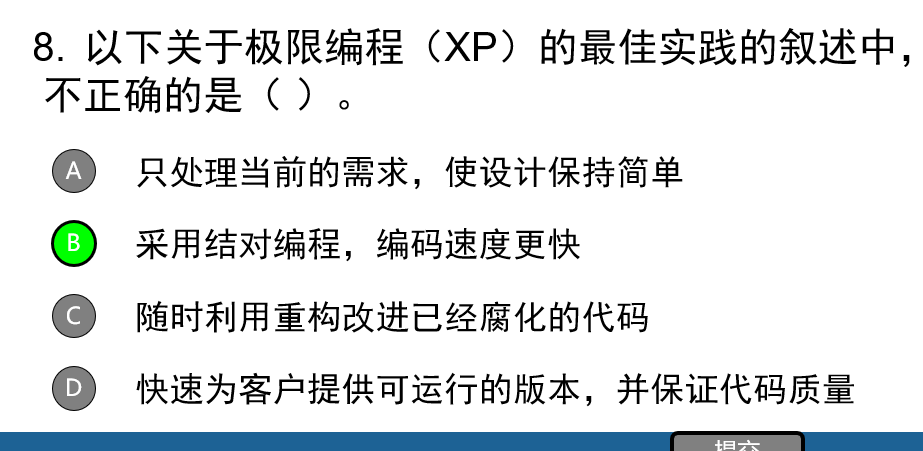 8. 以下关于极限编程（XP）的最佳实践的叙述中，
不正确的是（ ）。
A 只处理当前的需求，使设计保持简单
B 采用结对编程，编码速度更快
C 随时利用重构改进已经腐化的代码
D 快速为客户提供可运行的版本，并保证代码质量
提交